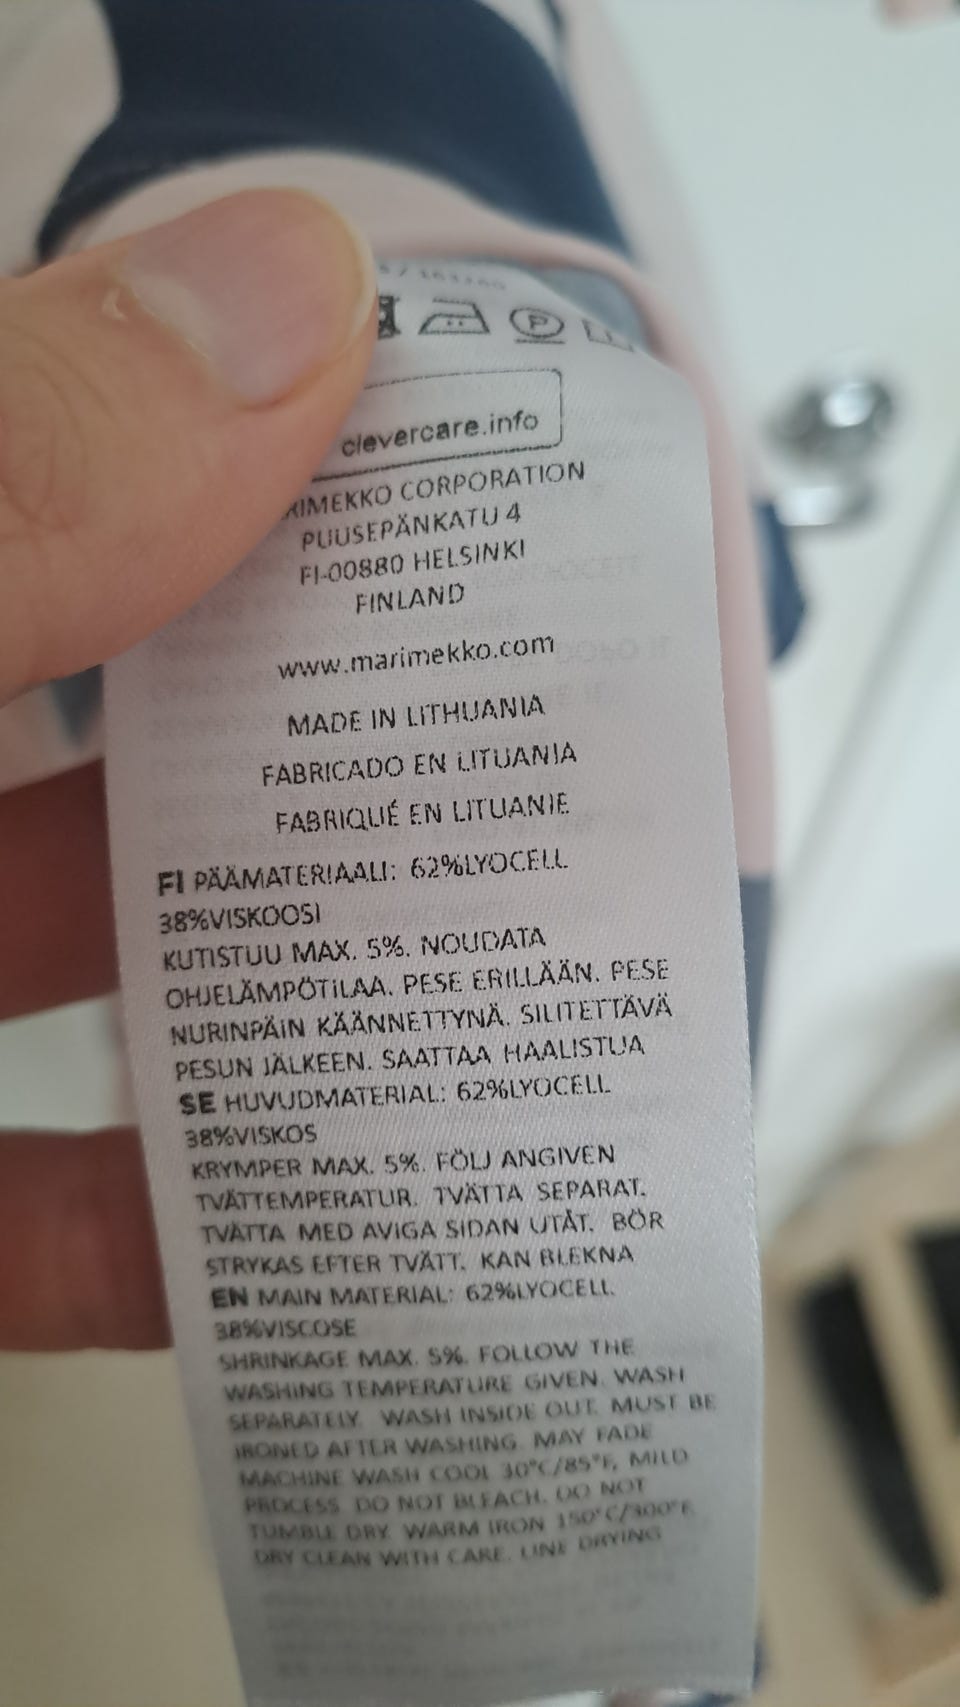 P
clevercare.info
RIMEKKO CORPORATION
PUUSEPÄNKATU 4
FI-00880 HELSINKI
FINLAND
www.marimekko.com
MADE IN LITHUANIA
FABRICADO EN LITUANIA
FABRIQUÉ EN LITUANIE
FI PÄÄMATERIAALI: 62%LYOCELL
38%VISKOOSI
KUTISTUU MAX. 5%. NOUDATA
OHJELÄMPÖTILAA. PESE ERILLÄÄN. PESE
NURINPÄIN KÄÄNNETTYNÄ. SILITETTÄVÄ
PESUN JÄLKEEN. SAATTAA HAALISTUA
SE HUVUDMATERIAL: 62%LYOCELL
38%VISKOS
KRYMPER MAX. 5%. FÖLJ ANGIVEN
TVÄTTEMPERATUR. TVÄTTA SEPARAT.
TVÄTTA MED AVIGA SIDAN UTÅT. BÖR
STRYKAS EFTER TVÄTT. KAN BLEKNA
EN MAIN MATERIAL: 62%LYOCELL
38%VISCOSE
SHRINKAGE MAX. 5%. FOLLOW THE
WASHING TEMPERATURE GIVEN. WASH
SEPARATELY. WASH INSIDE OUT. MUST BE
IRONED AFTER WASHING. MAY FADE
MACHINE WASH COOL 30°C/85°F, MILD
PROCESS. DO NOT BLEACH. DO NOT
TUMBLE DRY. WARM IRON 150°C/300°F.
DRY CLEAN WITH CARE. LINE DRYING